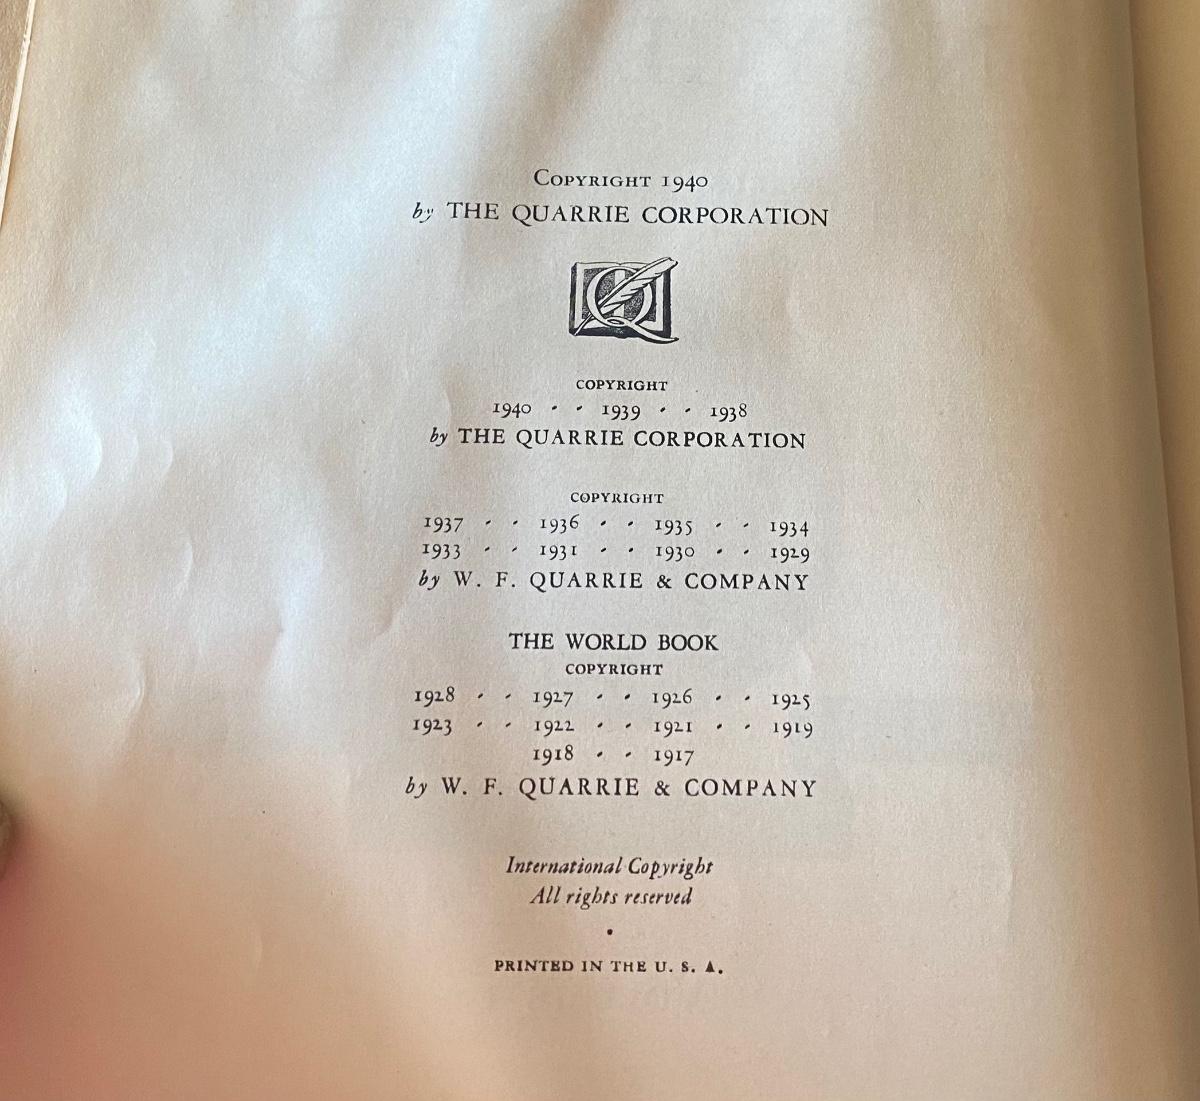 COPYRIGHT 1940
by THE QUARRIE CORPORATION
Q
COPYRIGHT
1940 · · 1939 · · 1938
by THE QUARRIE CORPORATION
COPYRIGHT
1937 · · 1936 · · 1935 · · 1934
1933 · · 1931 · · 1930 · · 1929
by W. F. QUARRIE & COMPANY
THE WORLD BOOK
COPYRIGHT
1928 · · 1927 · · 1926 · · 1925
1923 · · 1922 · · 1921 · · 1919
1918 · · 1917
by W. F. QUARRIE & COMPANY
International Copyright
All rights reserved
•
PRINTED IN THE U. S. A.